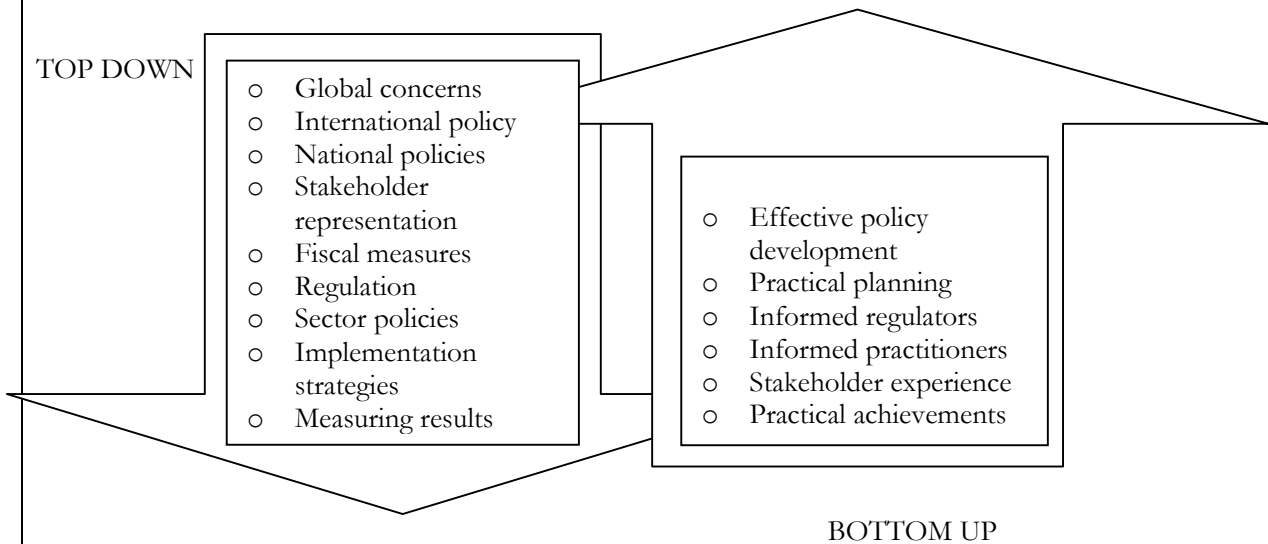 TOP DOWN
o Global concerns
o International policy
o National policies
o Stakeholder
representation
o Fiscal measures
o Regulation
o Sector policies
o Implementation
strategies
o Measuring results
o Effective policy
development
o Practical planning
o Informed regulators
o Informed practitioners
o Stakeholder experience
o Practical achievements
BOTTOM UP